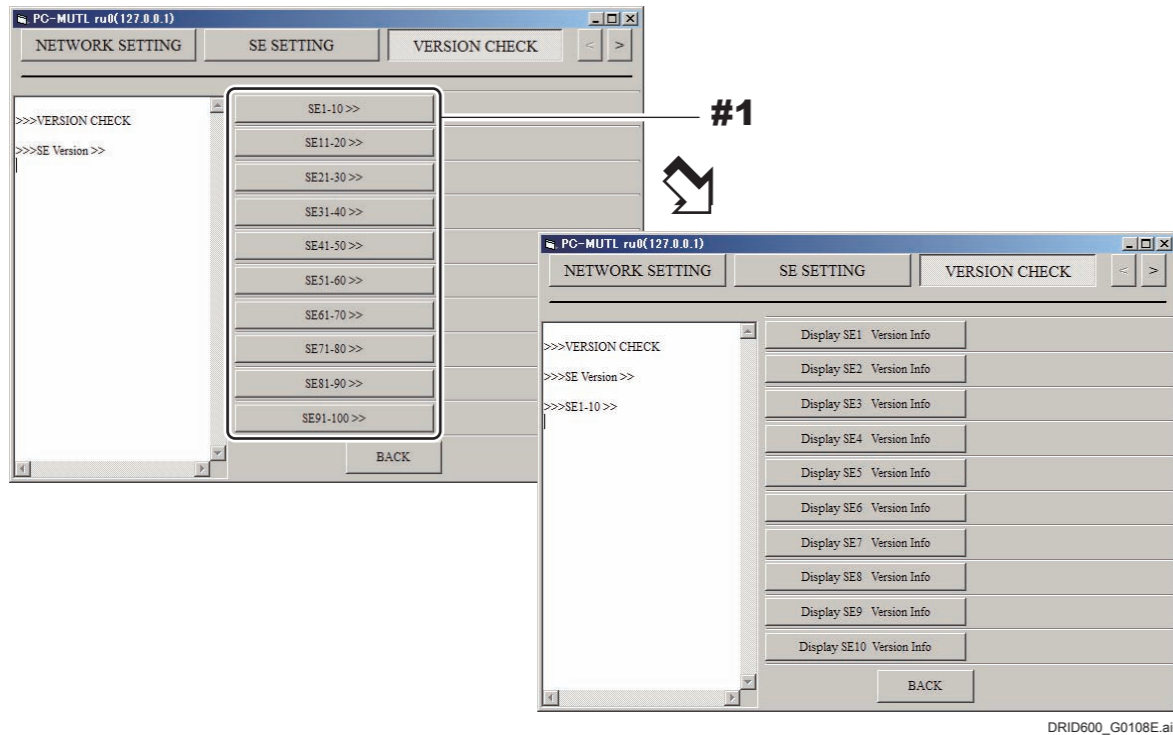 PC-MUTL ru0(127.0.0.1)
NETWORK SETTING SE SETTING VERSION CHECK < >
>>>VERSION CHECK
>>>SE Version >>
SE1-10 >>
SE11-20 >>
SE21-30 >>
SE31-40 >>
SE41-50 >>
SE51-60 >>
SE61-70 >>
SE71-80 >>
SE81-90 >>
SE91-100 >>
BACK
#1
PC-MUTL ru0(127.0.0.1)
NETWORK SETTING SE SETTING VERSION CHECK < >
>>>VERSION CHECK
>>>SE Version >>
>>>SE1-10 >>
Display SE1 Version Info
Display SE2 Version Info
Display SE3 Version Info
Display SE4 Version Info
Display SE5 Version Info
Display SE6 Version Info
Display SE7 Version Info
Display SE8 Version Info
Display SE9 Version Info
Display SE10 Version Info
BACK
DRID600_G0108E.ai